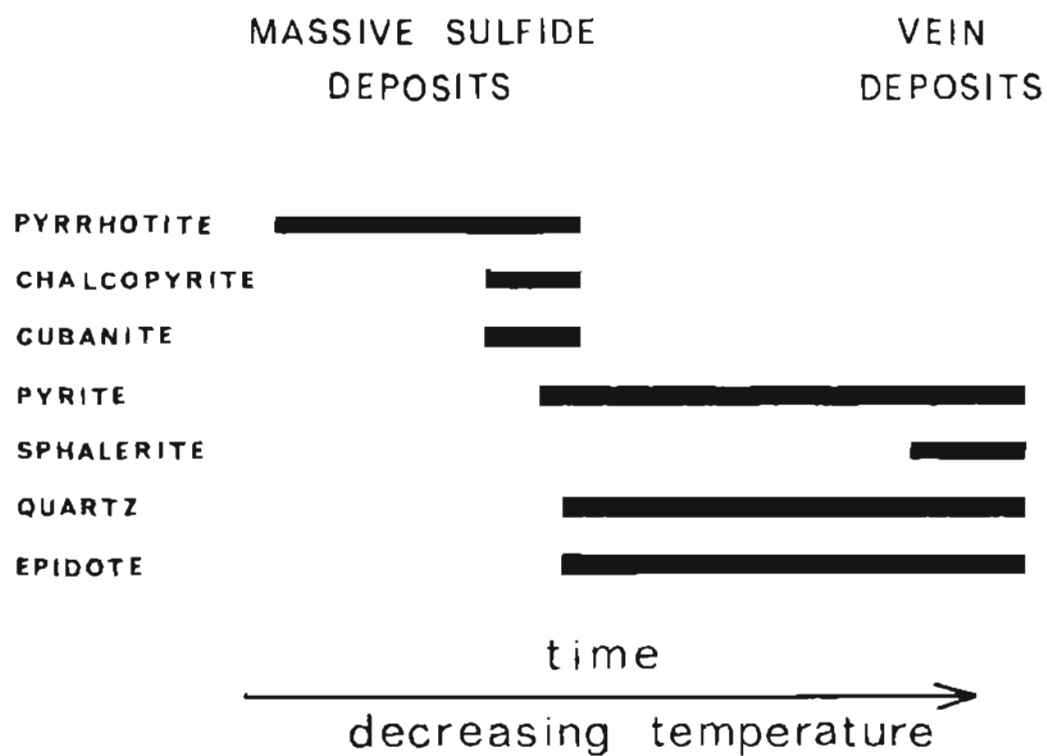 MASSIVE SULFIDE
DEPOSITS
VEIN
DEPOSITS
PYRRHOTITE
CHALCOPYRITE
CUBANITE
PYRITE
SPHALERITE
QUARTZ
EPIDOTE
time
decreasing temperature